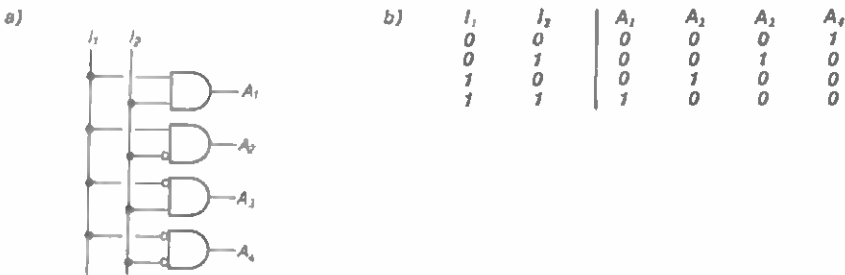 a)
I₁ I₂
A₁
A₂
A₃
A₄
b) I₁ I₂ A₁ A₂ A₃ A₄
0 0 0 0 0 1
0 1 0 0 1 0
1 0 0 1 0 0
1 1 1 0 0 0